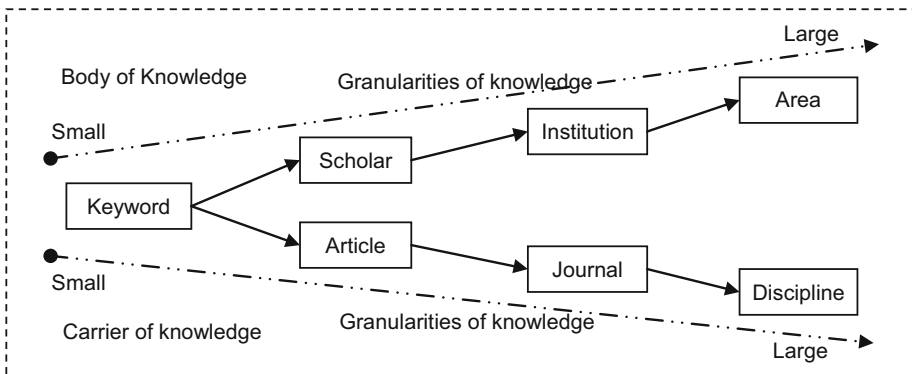 Large
Body of Knowledge
Granularities of knowledge
Area
Small
Institution
Scholar
Keyword
Article
Journal
Small
Discipline
Carrier of knowledge
Granularities of knowledge
Large